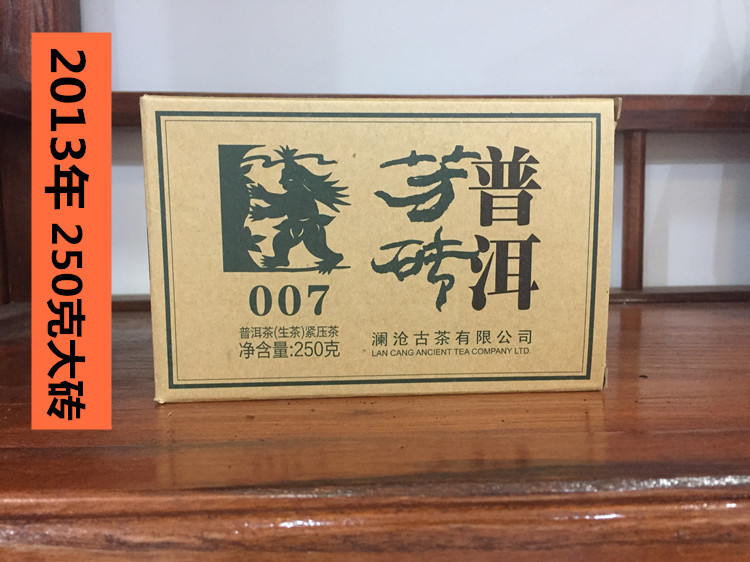 2013年 250克大砖
普洱
芳砖
007
普洱茶(生茶)紧压茶
净含量:250克
澜沧古茶有限公司
LAN CANG ANCIENT TEA COMPANY LTD.